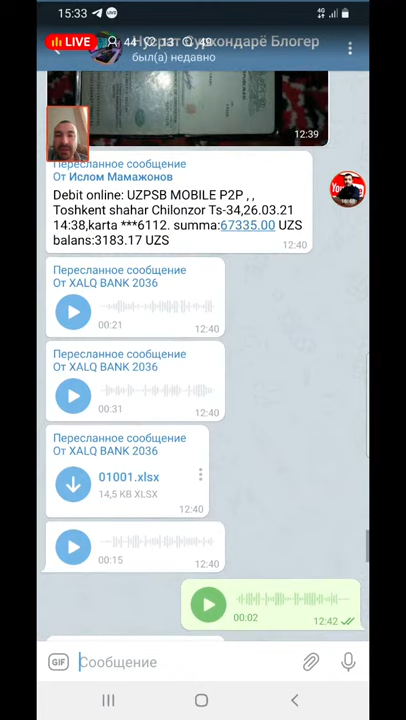 15:33
4G
LIVE
44 13 49
Блогер
был(а) недавно
12:39
Пересланное сообщение
От Ислом Мамажонов
Debit online: UZPSB MOBILE P2P , ,
Toshkent shahar Chilonzor Ts-34,26.03.21
14:38,karta ***6112. summa:67335.00 UZS
balans:3183.17 UZS
12:40
Пересланное сообщение
От XALQ BANK 2036
00:21
12:40
Пересланное сообщение
От XALQ BANK 2036
00:31
12:40
Пересланное сообщение
От XALQ BANK 2036
01001.xlsx
14,5 KB XLSX
12:40
00:15
12:40
00:02
12:42
GIF
Сообщение